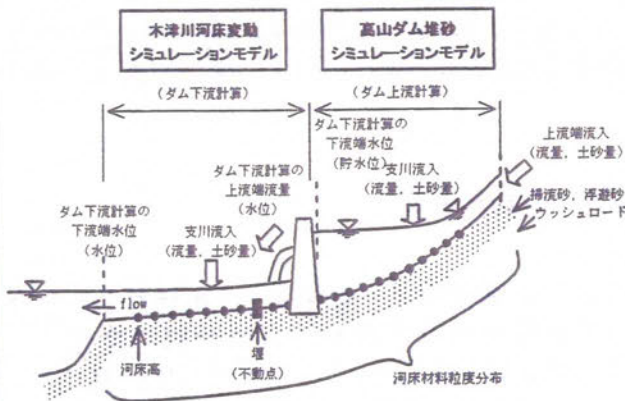 木津川河床変動
シミュレーションモデル
高山ダム堆砂
シミュレーションモデル
(ダム下流計算)
(ダム上流計算)
ダム下流計算の
下流端水位
(貯水位)
上流端流入
(流量, 土砂量)
ダム下流計算の
上流端流量
(水位)
支川流入
(流量, 土砂量)
掃流砂, 浮遊砂
ウッシュロード
ダム下流計算の
下流端水位
(水位)
支川流入
(流量, 土砂量)
flow
河床高
堰
(不動点)
河床材料粒度分布